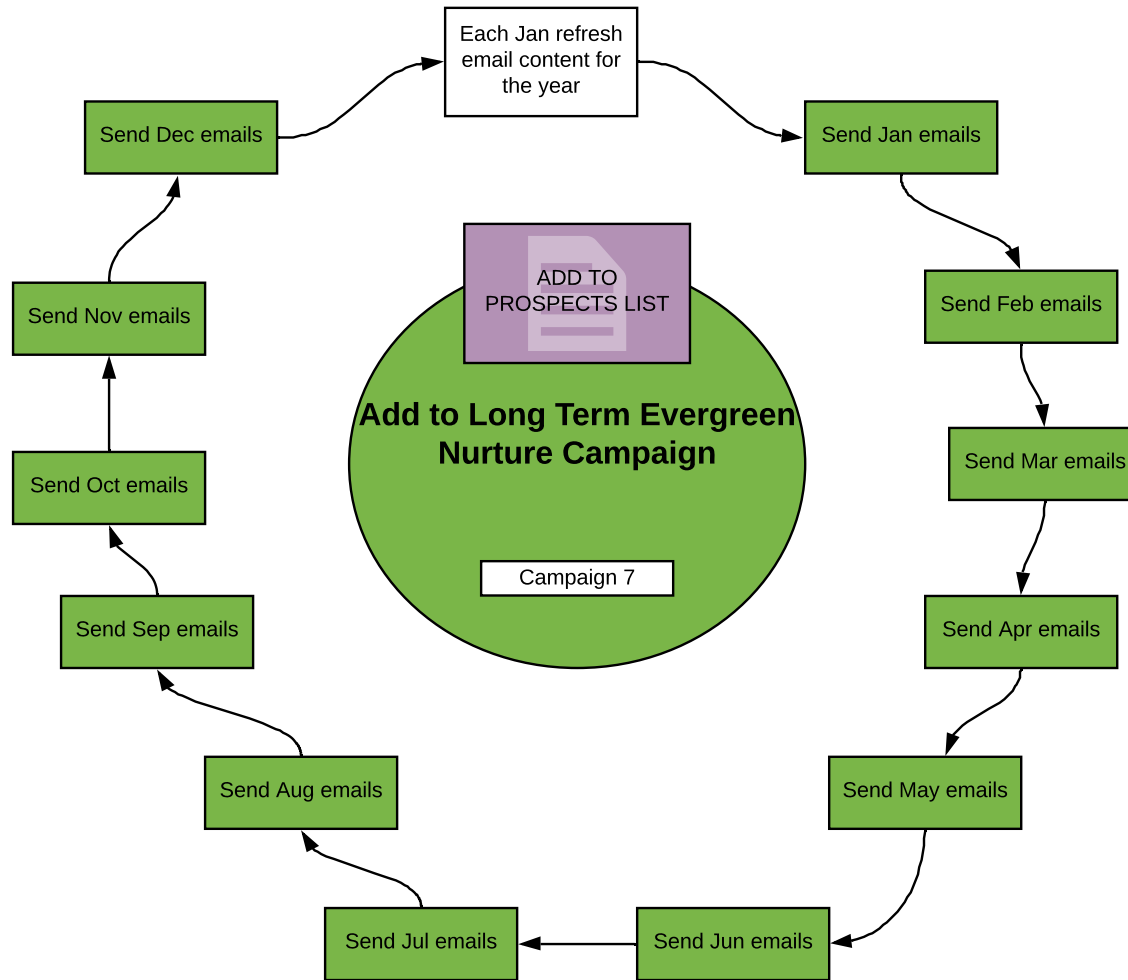 Each Jan refresh
email content for
the year
Send Dec emails
Send Jan emails
ADD TO
PROSPECTS LIST
Send Feb emails
Send Nov emails
Add to Long Term Evergreen
Nurture Campaign
Send Mar emails
Send Oct emails
Campaign 7
Send Sep emails
Send Apr emails
Send Aug emails
Send May emails
Send Jul emails
Send Jun emails